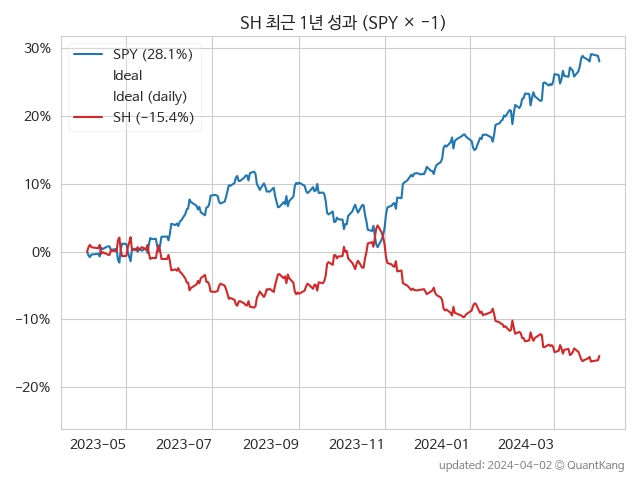 SH 최근 1년 성과 (SPY × −1)
SPY (28.1%)
Ideal
Ideal (daily)
SH (−15.4%)
30%
20%
10%
0%
−10%
−20%
2023-05 2023-07 2023-09 2023-11 2024-01 2024-03
updated: 2024-04-02 © QuantKang